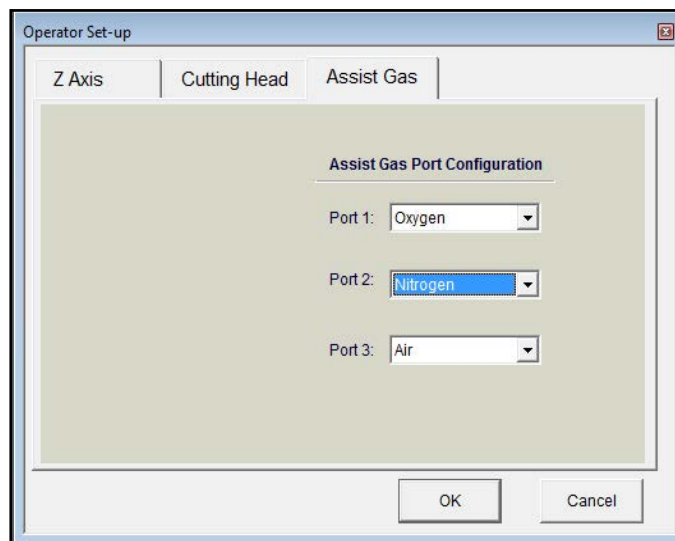 Operator Set-up
Z Axis Cutting Head Assist Gas
Assist Gas Port Configuration
Port 1: Oxygen
Port 2: Nitrogen
Port 3: Air
OK Cancel